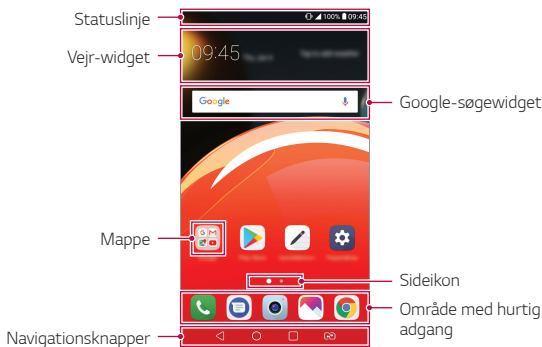 Statuslinje
100% 09:45
Vejr-widget
09:45
Google
Google-søgewidget
Mappe
Sideikon
Område med hurtig
adgang
Navigationsknapper